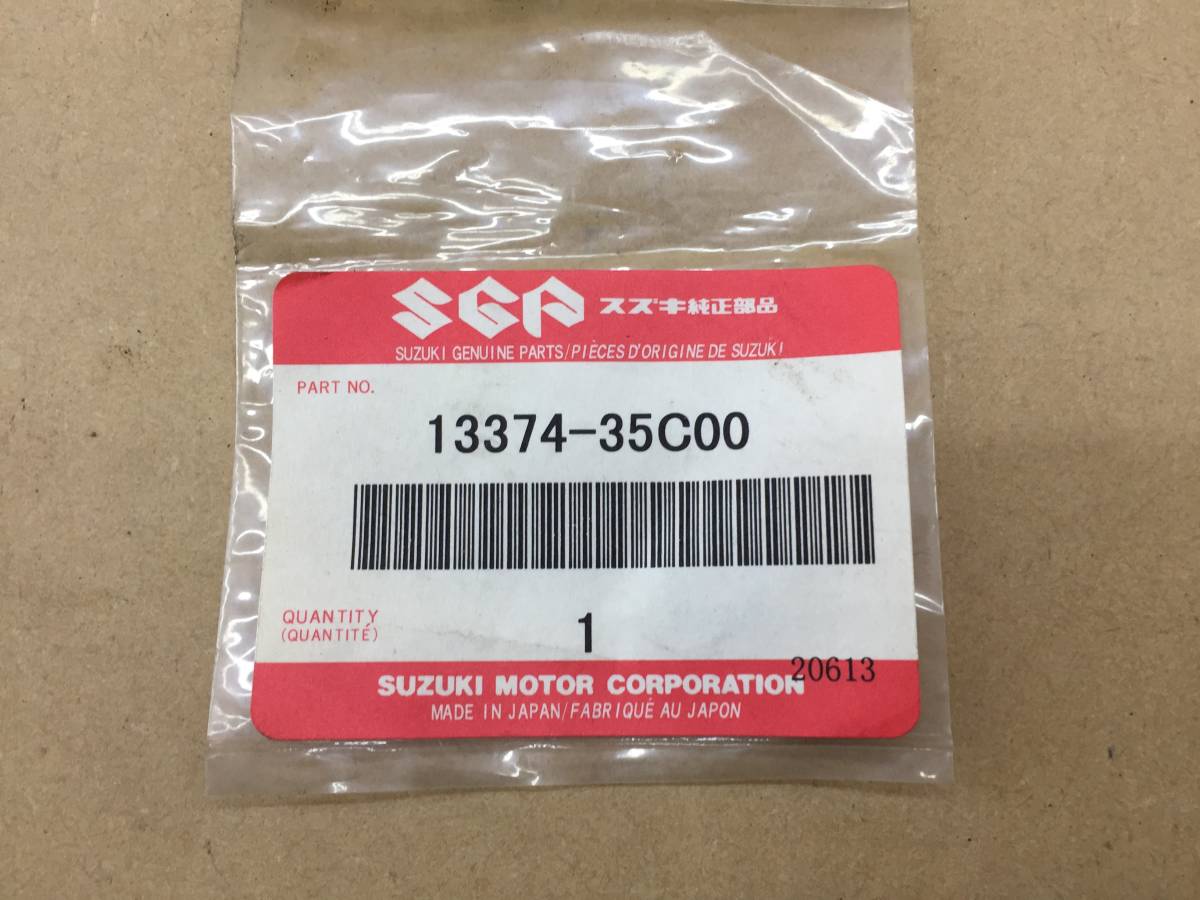 SGP スズキ純正部品
SUZUKI GENUINE PARTS/PIÈCES D'ORIGINE DE SUZUKI
PART NO.
13374-35C00
QUANTITY
(QUANTITÉ)
1
20613
SUZUKI MOTOR CORPORATION
MADE IN JAPAN/FABRIQUÉ AU JAPON